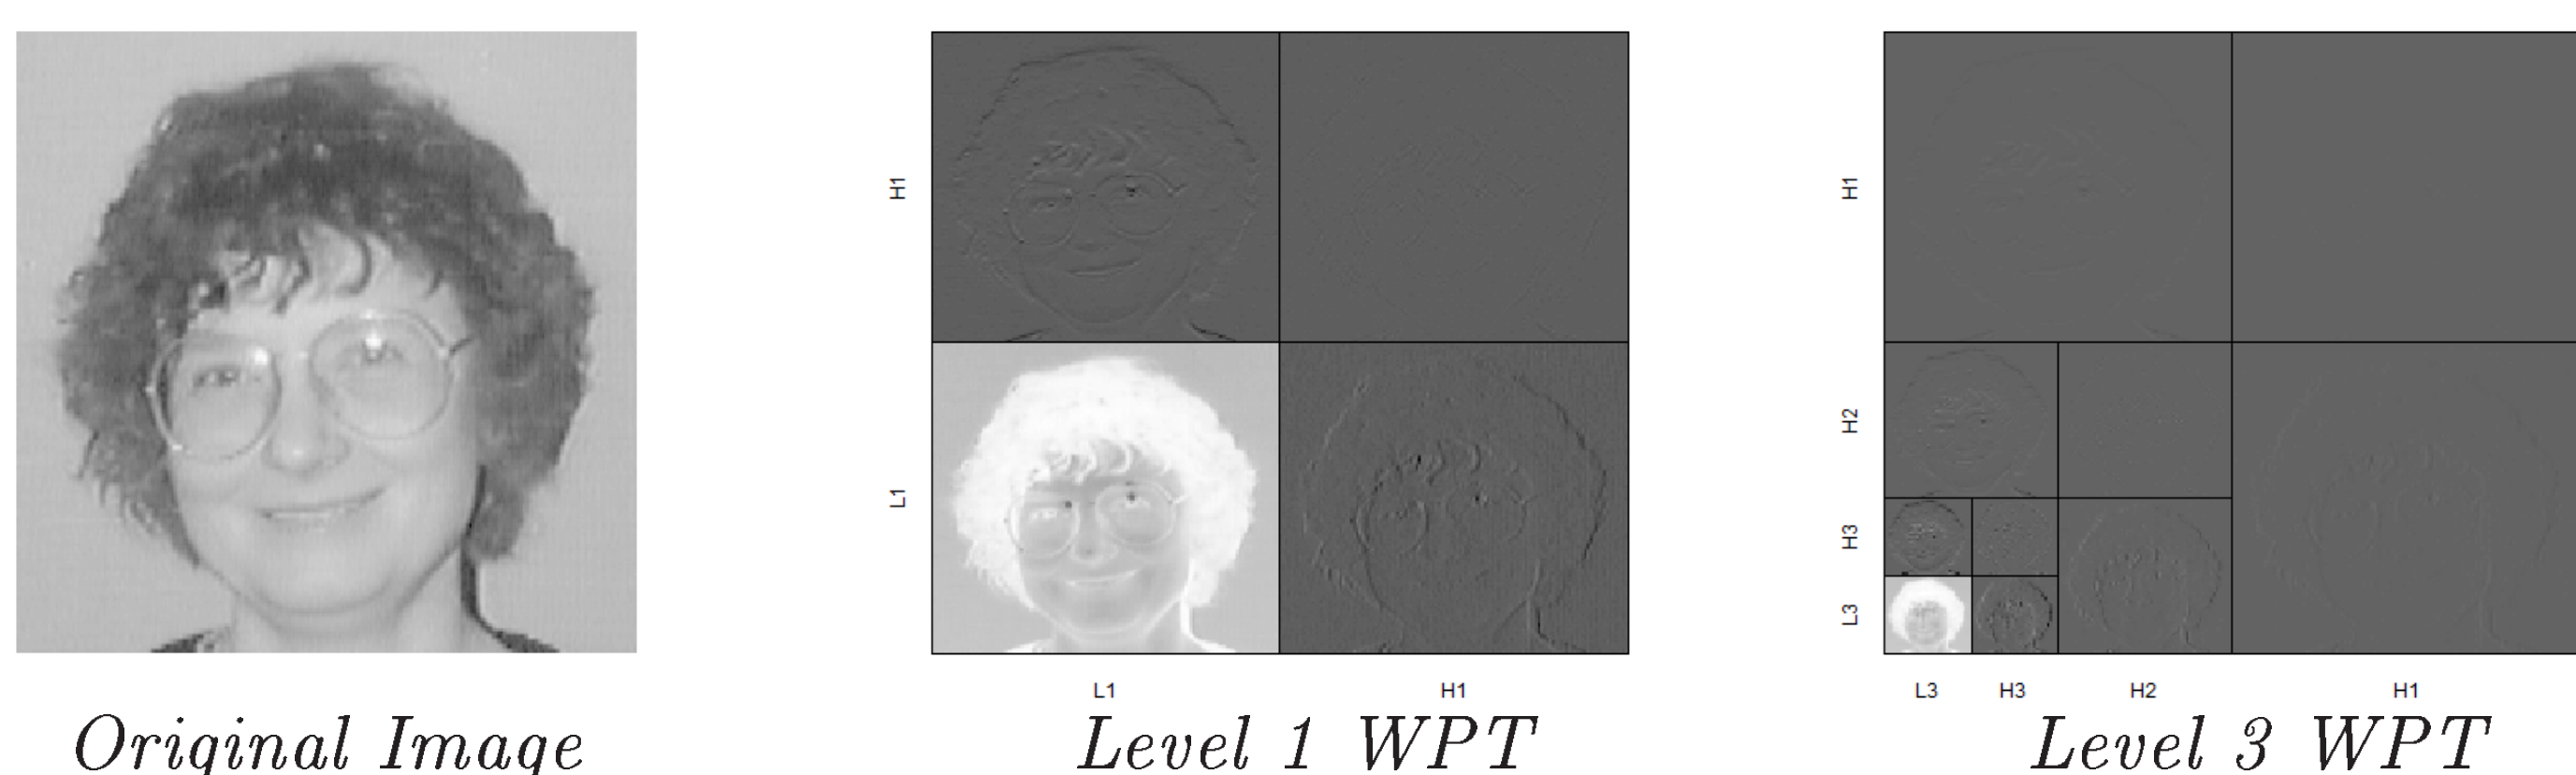 H1
L1
L1 H1
H1
H2
H3
L3
L3 H3 H2 H1
Original Image
Level 1 WPT
Level 3 WPT